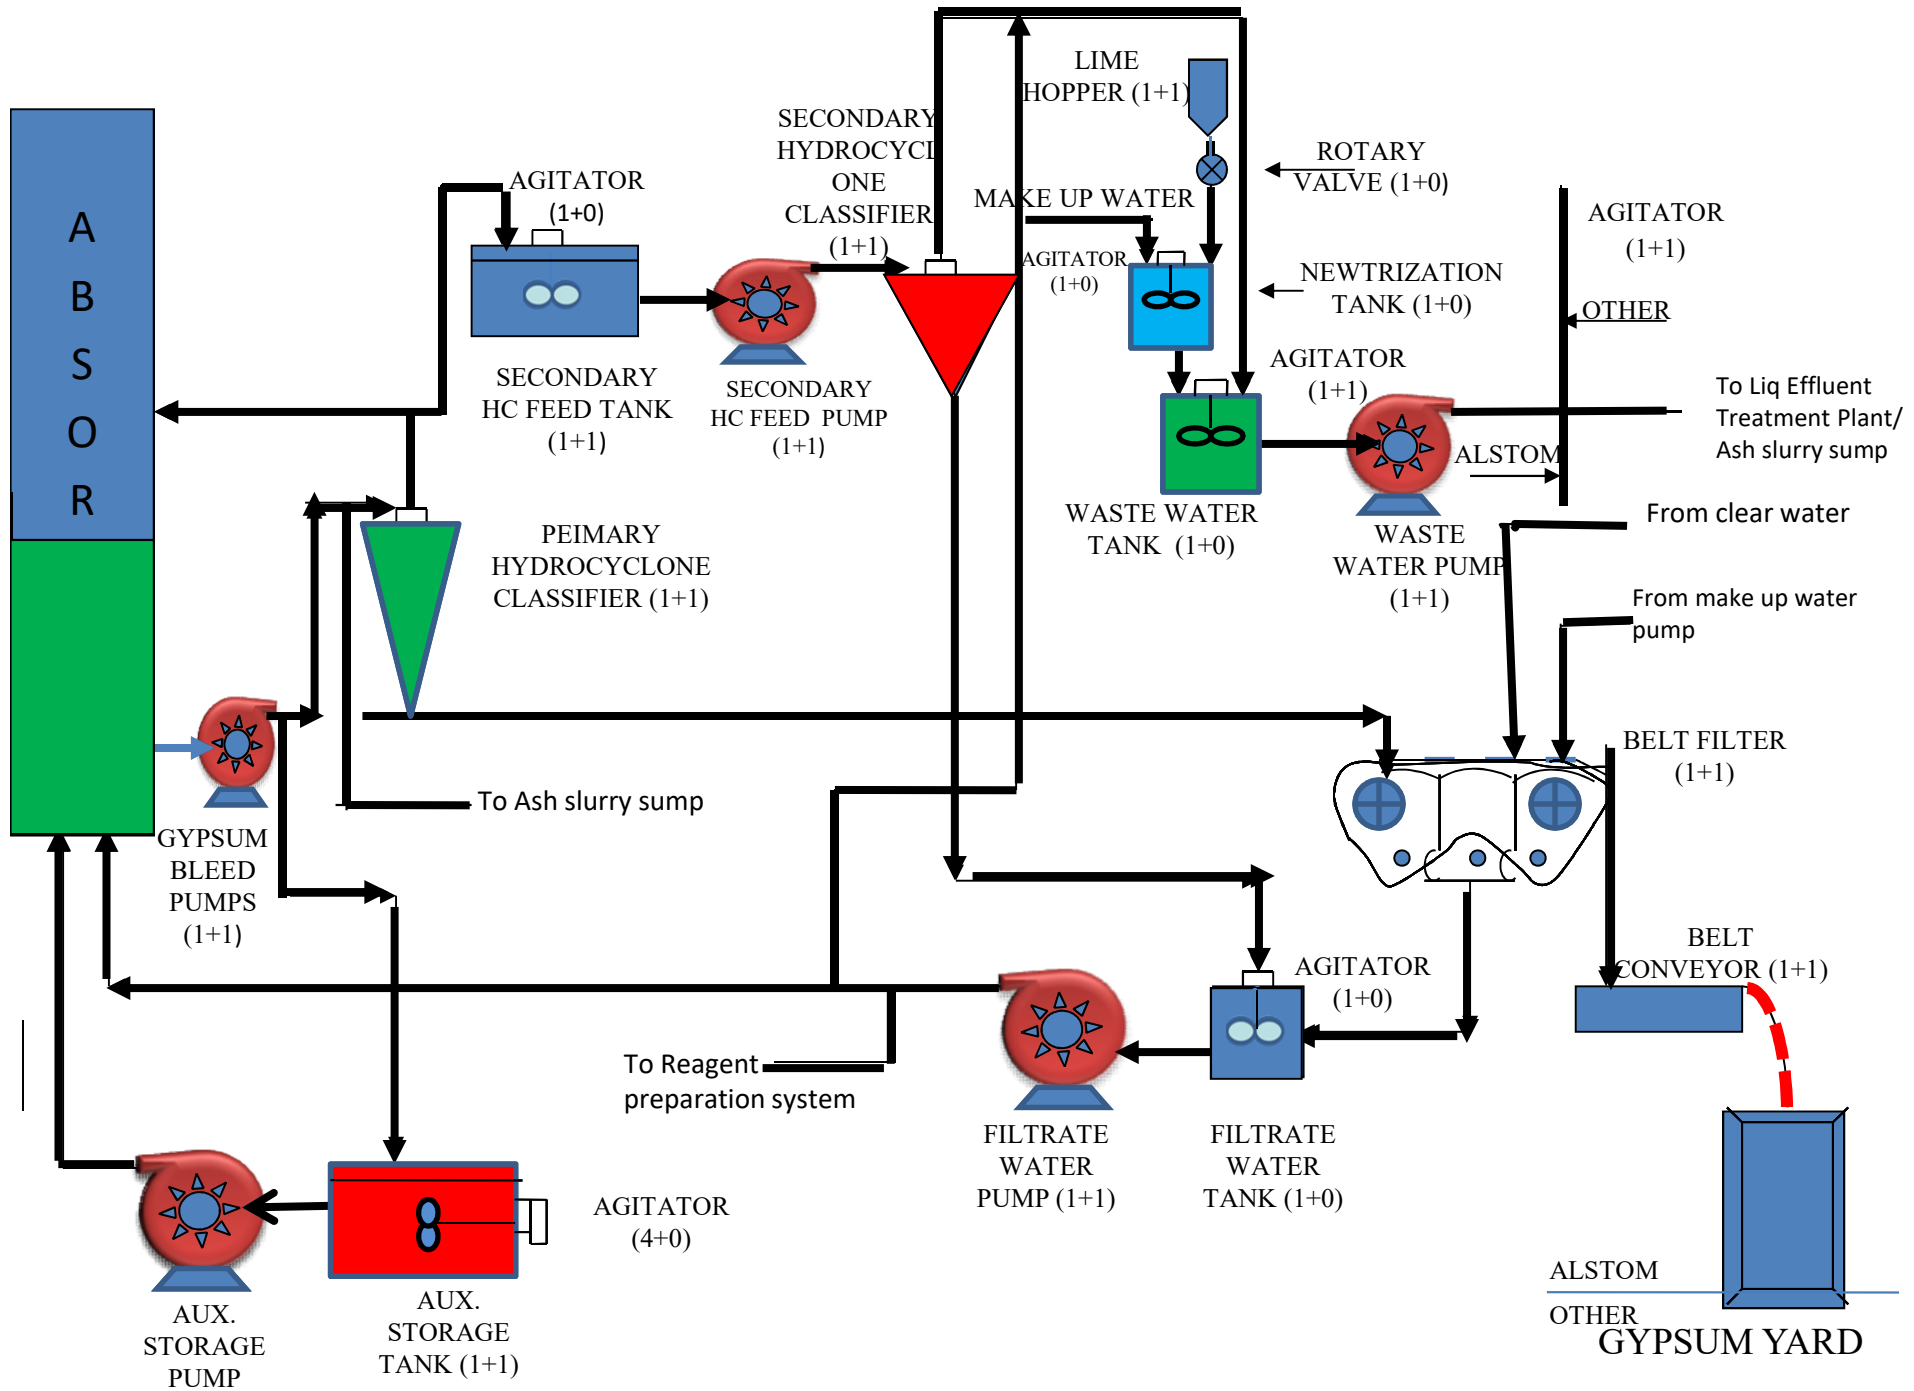 LIME
HOPPER (1+1)
SECONDARY
HYDROCYCL
ONE
CLASSIFIER
(1+1)
ROTARY
VALVE (1+0)
AGITATOR
(1+0)
MAKE UP WATER
AGITATOR
(1+1)
A
B
S
O
R
AGITATOR
(1+0)
NEWTRIZATION
TANK (1+0)
OTHER
SECONDARY
HC FEED TANK
(1+1)
SECONDARY
HC FEED PUMP
(1+1)
AGITATOR
(1+1)
To Liq Effluent
Treatment Plant/
Ash slurry sump
ALSTOM
WASTE WATER
TANK (1+0)
WASTE
WATER PUMP
(1+1)
From clear water
PEIMARY
HYDROCYCLONE
CLASSIFIER (1+1)
From make up water
pump
BELT FILTER
(1+1)
To Ash slurry sump
GYPSUM
BLEED
PUMPS
(1+1)
BELT
CONVEYOR (1+1)
AGITATOR
(1+0)
To Reagent
preparation system
FILTRATE
WATER
PUMP (1+1)
FILTRATE
WATER
TANK (1+0)
AGITATOR
(4+0)
AUX.
STORAGE
PUMP
AUX.
STORAGE
TANK (1+1)
ALSTOM
OTHER
GYPSUM YARD